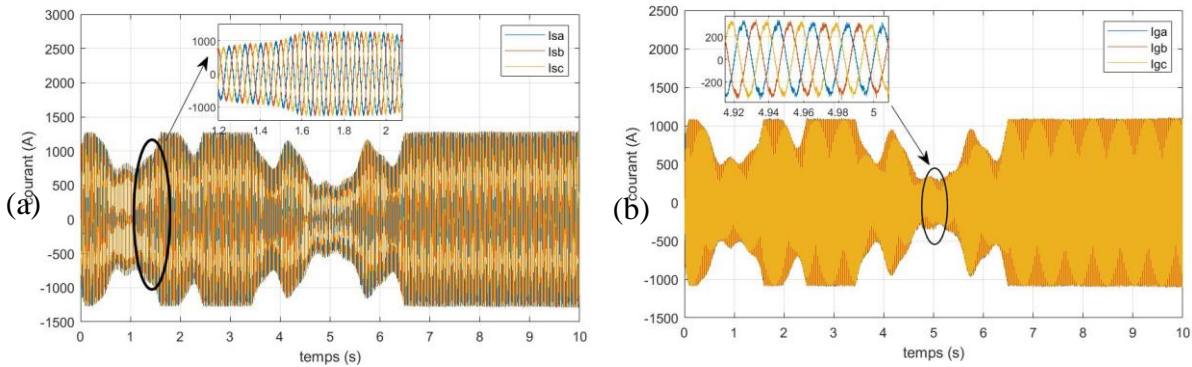 (a)
courant (A)
3000
2500
2000
1500
1000
500
0
-500
-1000
-1500
0 1 2 3 4 5 6 7 8 9 10
temps (s)
1000
0
-1000
1.2 1.4 1.6 1.8 2
Isa
Isb
Isc
(b)
courant (A)
2500
2000
1500
1000
500
0
-500
-1000
-1500
0 1 2 3 4 5 6 7 8 9 10
temps (s)
200
0
-200
4.92 4.94 4.96 4.98 5
Iga
Igb
Igc